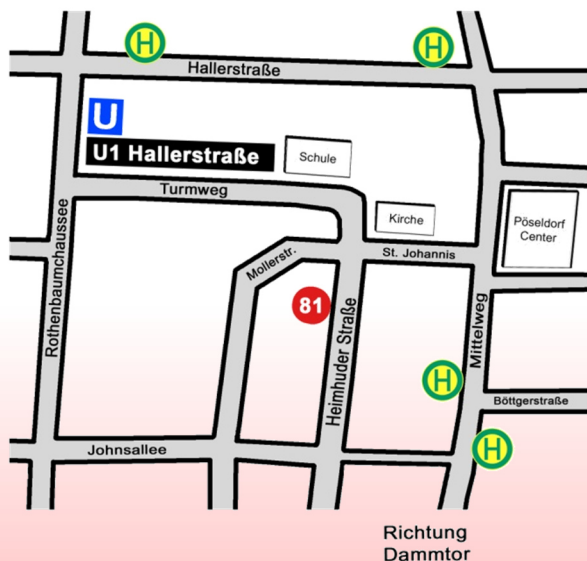 H
H
Hallerstraße
U
U1 Hallerstraße
Schule
Turmweg
Kirche
Pöseldorf
Center
Rothenbaumchaussee
Mollerstr.
St. Johannis
81
Heimhuder Straße
Mittelweg
H
Böttgerstraße
Johnsallee
H
Richtung
Dammtor